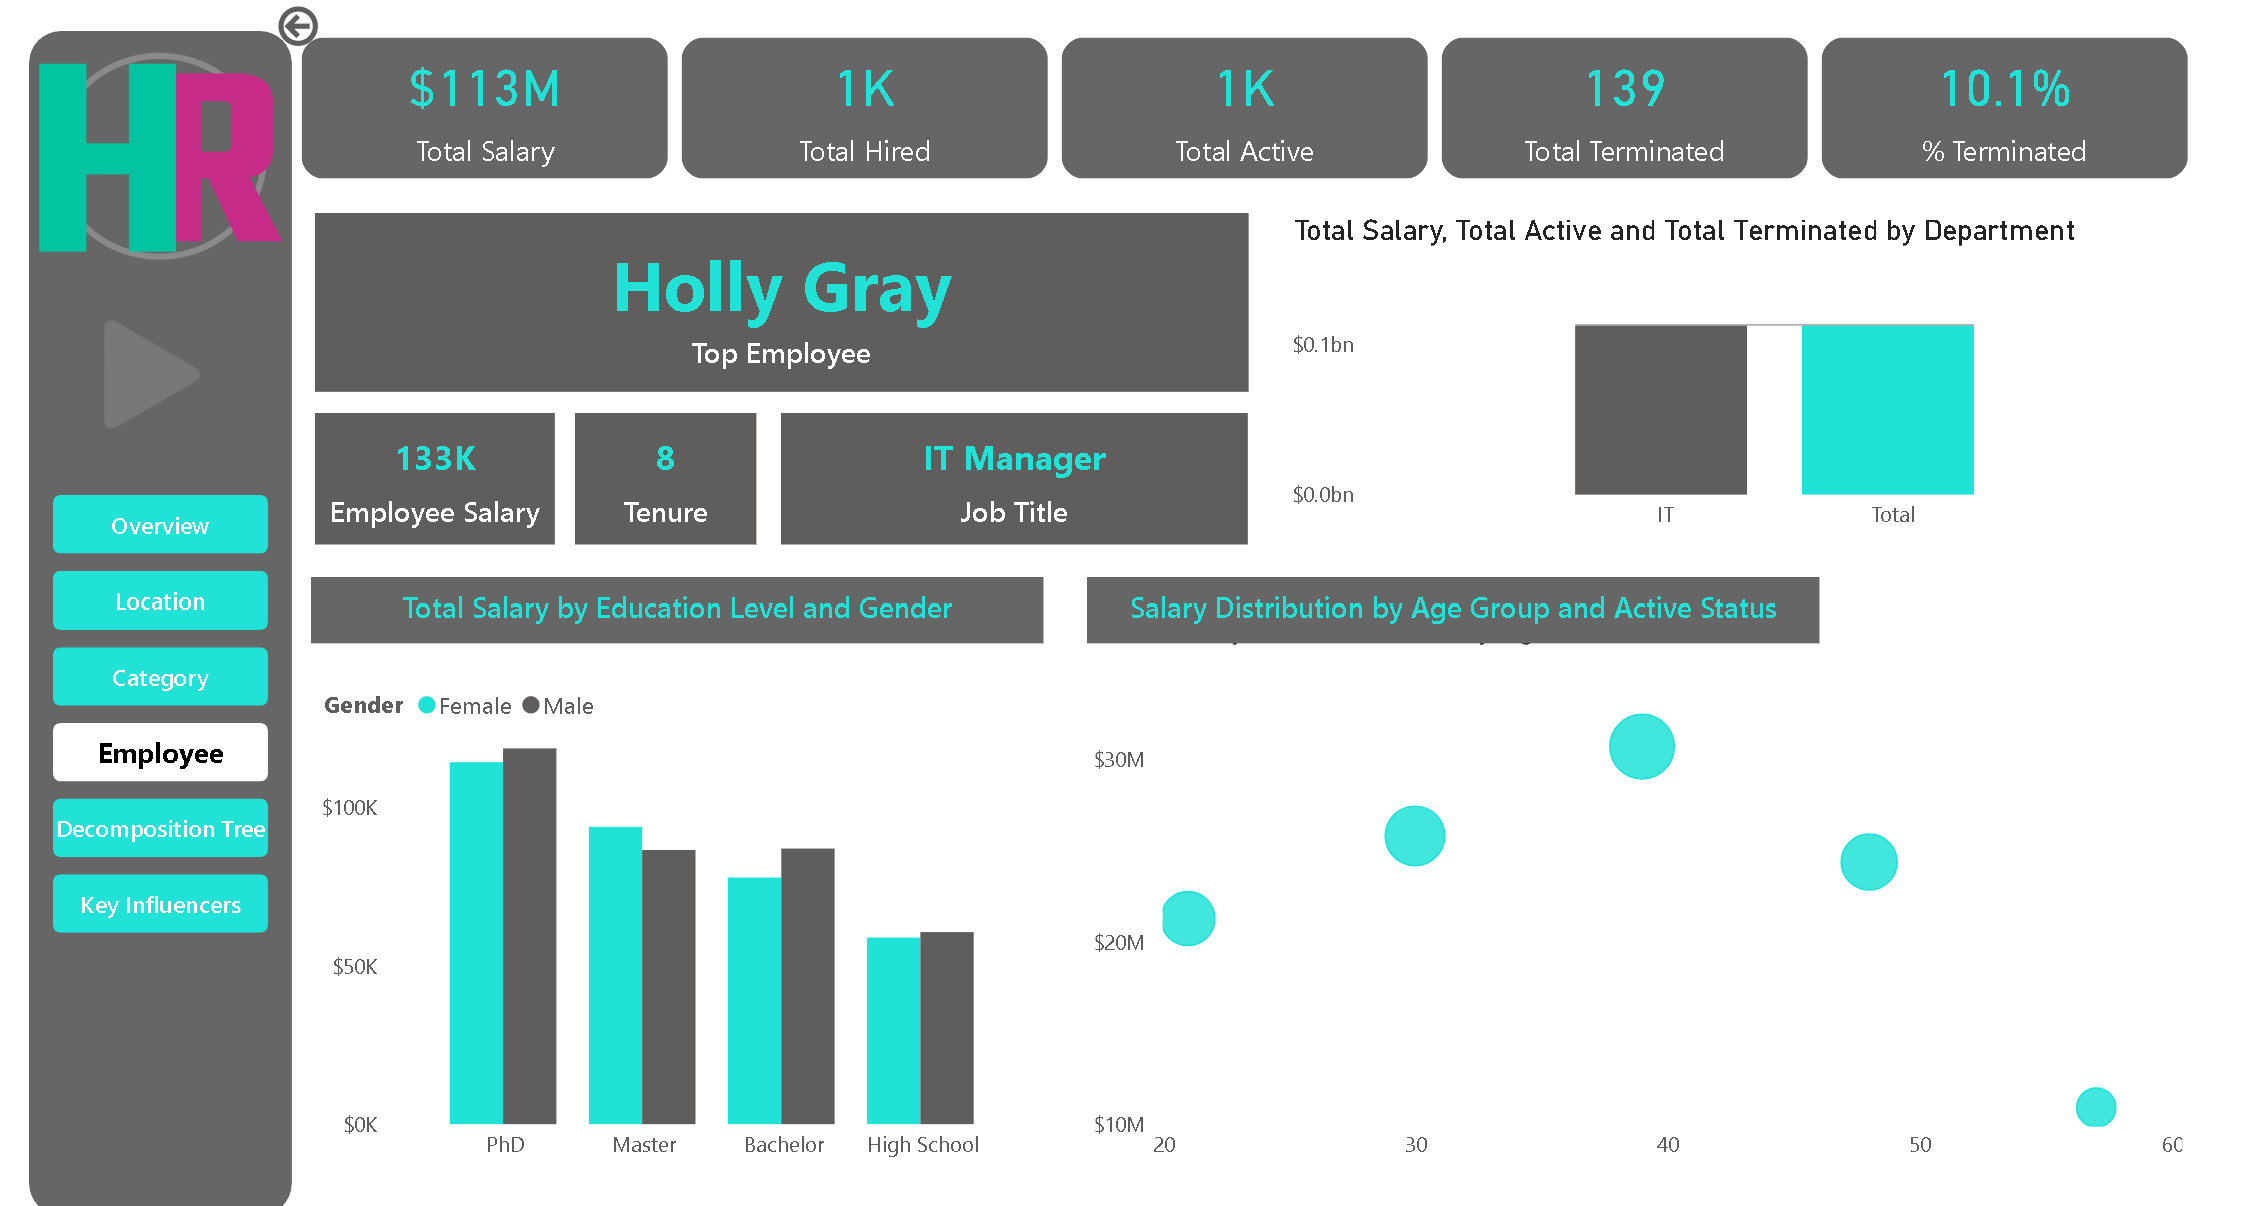 HR
$113M
Total Salary
1K
Total Hired
1K
Total Active
139
Total Terminated
10.1%
% Terminated
Holly Gray
Top Employee
133K
Employee Salary
8
Tenure
IT Manager
Job Title
Total Salary, Total Active and Total Terminated by Department
$0.1bn
$0.0bn
IT
Total
Overview
Location
Category
Employee
Decomposition Tree
Key Influencers
Total Salary by Education Level and Gender
Gender Female Male
$100K
$50K
$0K
PhD Master Bachelor High School
Salary Distribution by Age Group and Active Status
$30M
$20M
$10M
20 30 40 50 60